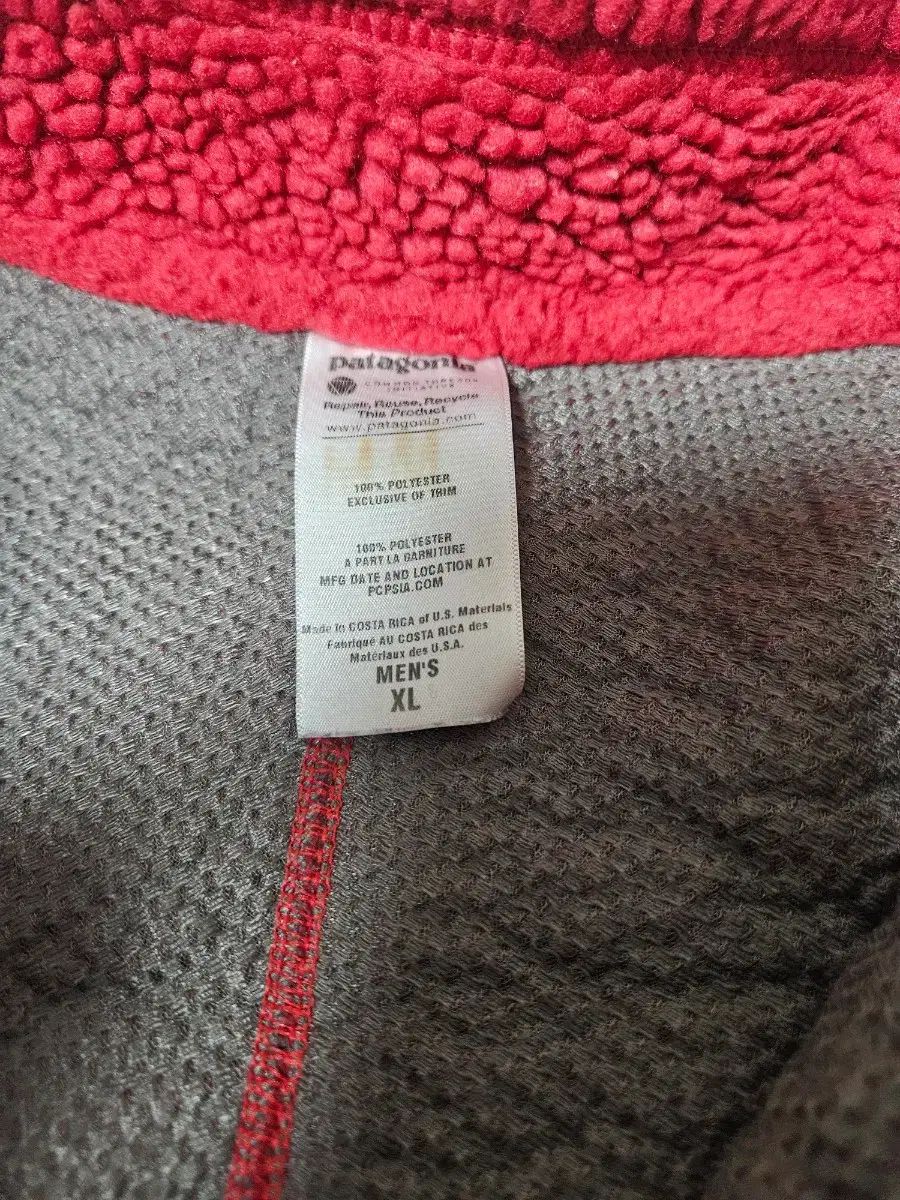 patagonia
COMMON THREADS
INITIATIVE
Repair, Reuse, Recycle
This Product
www.patagonia.com
100% POLYESTER
EXCLUSIVE OF TRIM
100% POLYESTER
A PART LA GARNITURE
MFG DATE AND LOCATION AT
PCPSIA.COM
Made in COSTA RICA of U.S. Materials
Fabriqué AU COSTA RICA des
Matériaux des U.S.A.
MEN'S
XL